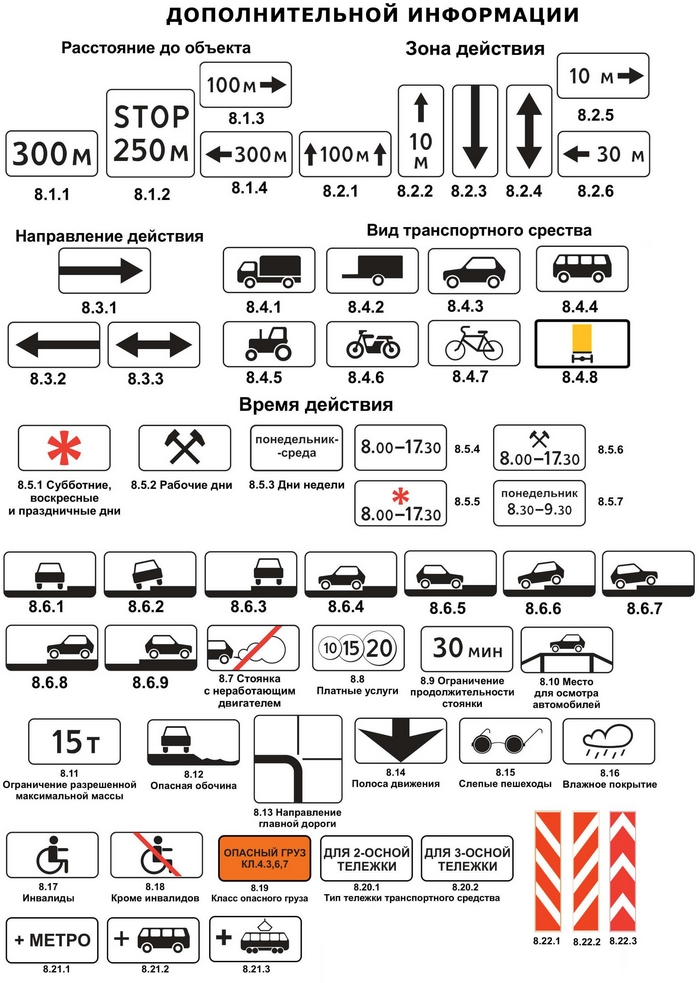 ДОПОЛНИТЕЛЬНОЙ ИНФОРМАЦИИ
Расстояние до объекта
Зона действия
300 м
8.1.1
STOP
250 м
8.1.2
100 м
8.1.3
300 м
8.1.4
100 м
8.2.1
10
м
8.2.2
8.2.3
8.2.4
10 м
8.2.5
30 м
8.2.6
Направление действия
Вид транспортного срества
8.3.1
8.4.1
8.4.2
8.4.3
8.4.4
8.3.2
8.3.3
8.4.5
8.4.6
8.4.7
8.4.8
Время действия
8.5.1 Субботние,
воскресные
и праздничные дни
8.5.2 Рабочие дни
понедельник-
-среда
8.5.3 Дни недели
8.00–17.30
8.5.4
8.00–17.30
8.5.5
8.00–17.30
8.5.6
понедельник
8.30–9.30
8.5.7
8.6.1
8.6.2
8.6.3
8.6.4
8.6.5
8.6.6
8.6.7
8.6.8
8.6.9
8.7 Стоянка
с неработающим
двигателем
10 15 20
8.8
Платные услуги
30 мин
8.9 Ограничение
продолжительности
стоянки
8.10 Место
для осмотра
автомобилей
15 т
8.11
Ограничение разрешенной
максимальной массы
8.12
Опасная обочина
8.13 Направление
главной дороги
8.14
Полоса движения
8.15
Слепые пешеходы
8.16
Влажное покрытие
8.17
Инвалиды
8.18
Кроме инвалидов
ОПАСНЫЙ ГРУЗ
КЛ.4.3,6,7
8.19
Класс опасного груза
ДЛЯ 2-ОСНОЙ
ТЕЛЕЖКИ
8.20.1
ДЛЯ 3-ОСНОЙ
ТЕЛЕЖКИ
8.20.2
Тип тележки транспортного средства
8.22.1
8.22.2
8.22.3
+ МЕТРО
8.21.1
+
8.21.2
+
8.21.3